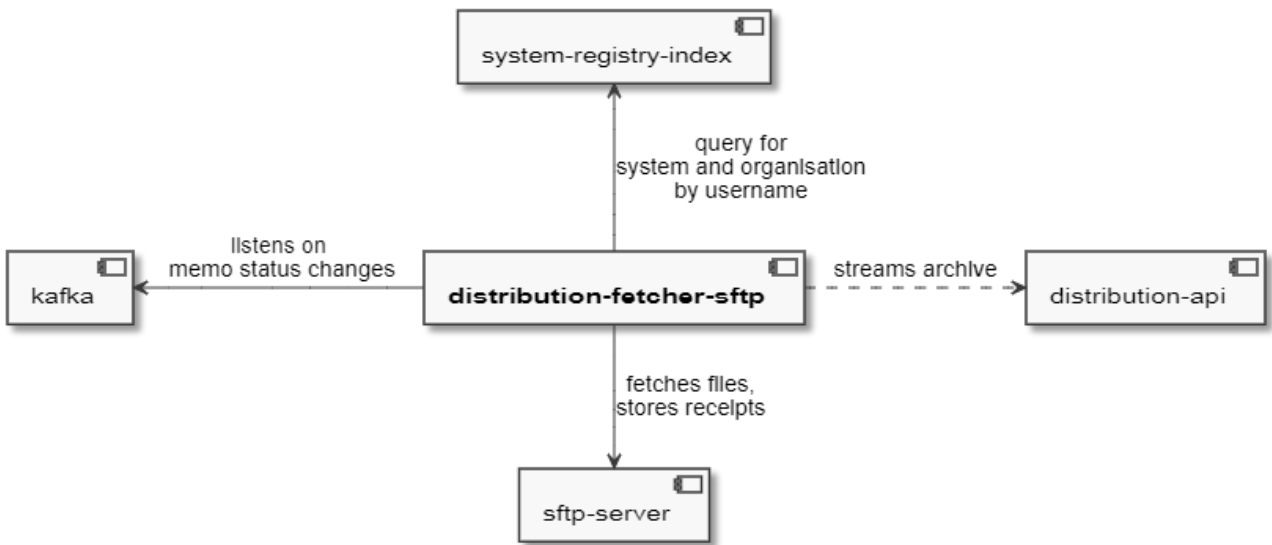 system-registry-index
query for
system and organisation
by username
listens on
memo status changes
kafka
distribution-fetcher-sftp
streams archive
distribution-api
fetches files,
stores receipts
sftp-server